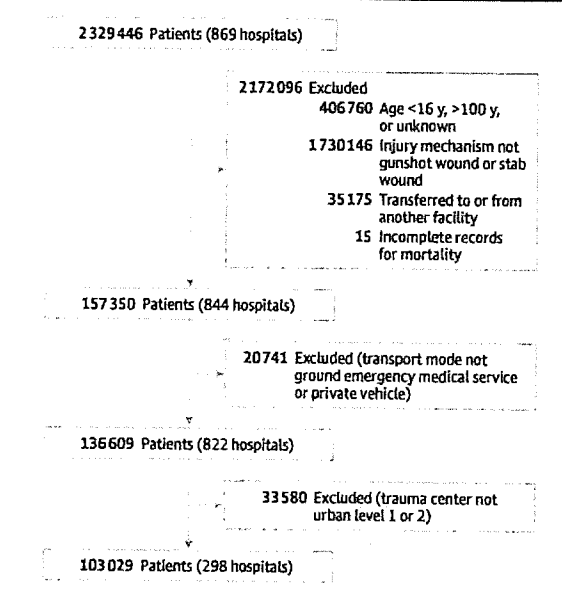 2329446 Patients (869 hospitals)
2172096 Excluded
406760 Age <16 y, >100 y,
or unknown
1730146 Injury mechanism not
gunshot wound or stab
wound
35175 Transferred to or from
another facility
15 Incomplete records
for mortality
157350 Patients (844 hospitals)
20741 Excluded (transport mode not
ground emergency medical service
or private vehicle)
136609 Patients (822 hospitals)
33580 Excluded (trauma center not
urban level 1 or 2)
103029 Patients (298 hospitals)